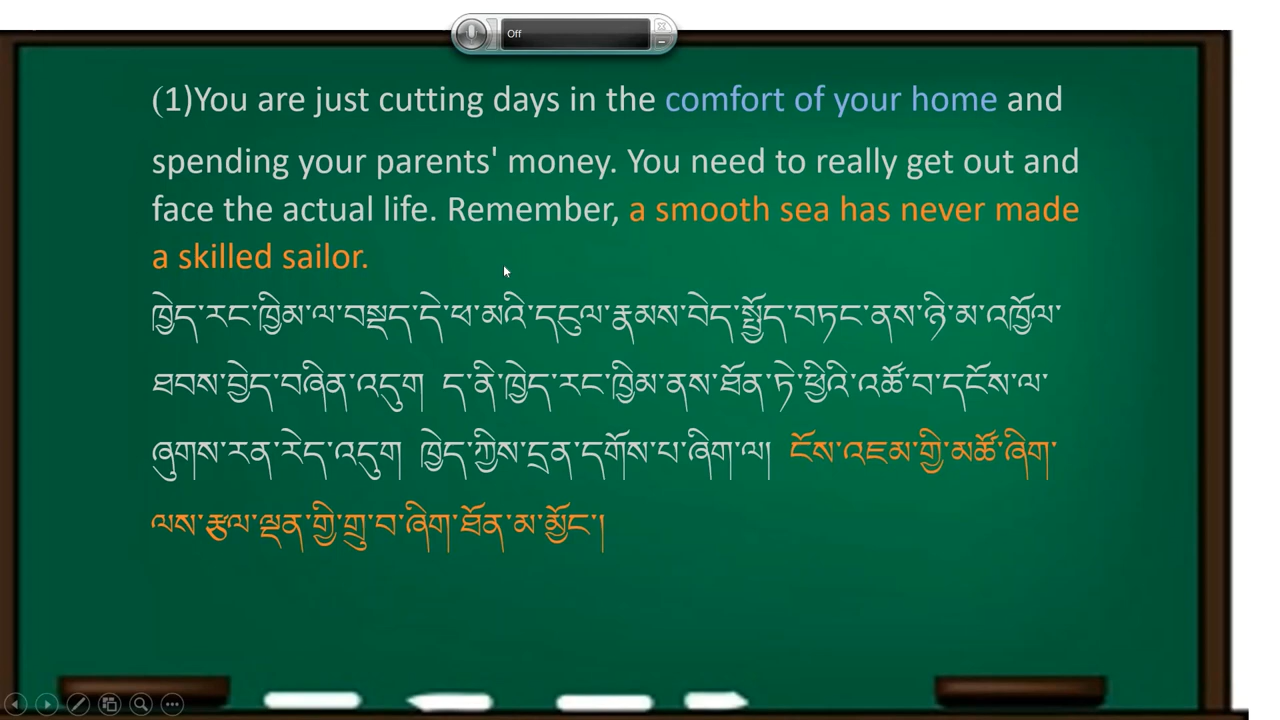 Off
(1)You are just cutting days in the comfort of your home and
spending your parents' money. You need to really get out and
face the actual life. Remember, a smooth sea has never made
a skilled sailor.
ཁྱེད་རང་ཁྱིམ་ལ་བསྡད་དེ་ཕ་མའི་དངུལ་རྣམས་བེད་སྤྱོད་བཏང་ནས་ཉི་མ་འཁྱོལ་
ཐབས་བྱེད་བཞིན་འདུག ད་ནི་ཁྱེད་རང་ཁྱིམ་ནས་ཐོན་ཏེ་ཕྱིའི་འཚོ་བ་དངོས་ལ་
ཞུགས་རན་རེད་འདུག ཁྱེད་ཀྱིས་དྲན་དགོས་པ་ཞིག་ལ། ངོས་འཇམ་གྱི་མཚོ་ཞིག་
ལས་རྩལ་ལྡན་གྱི་གྲུ་བ་ཞིག་ཐོན་མ་མྱོང་།